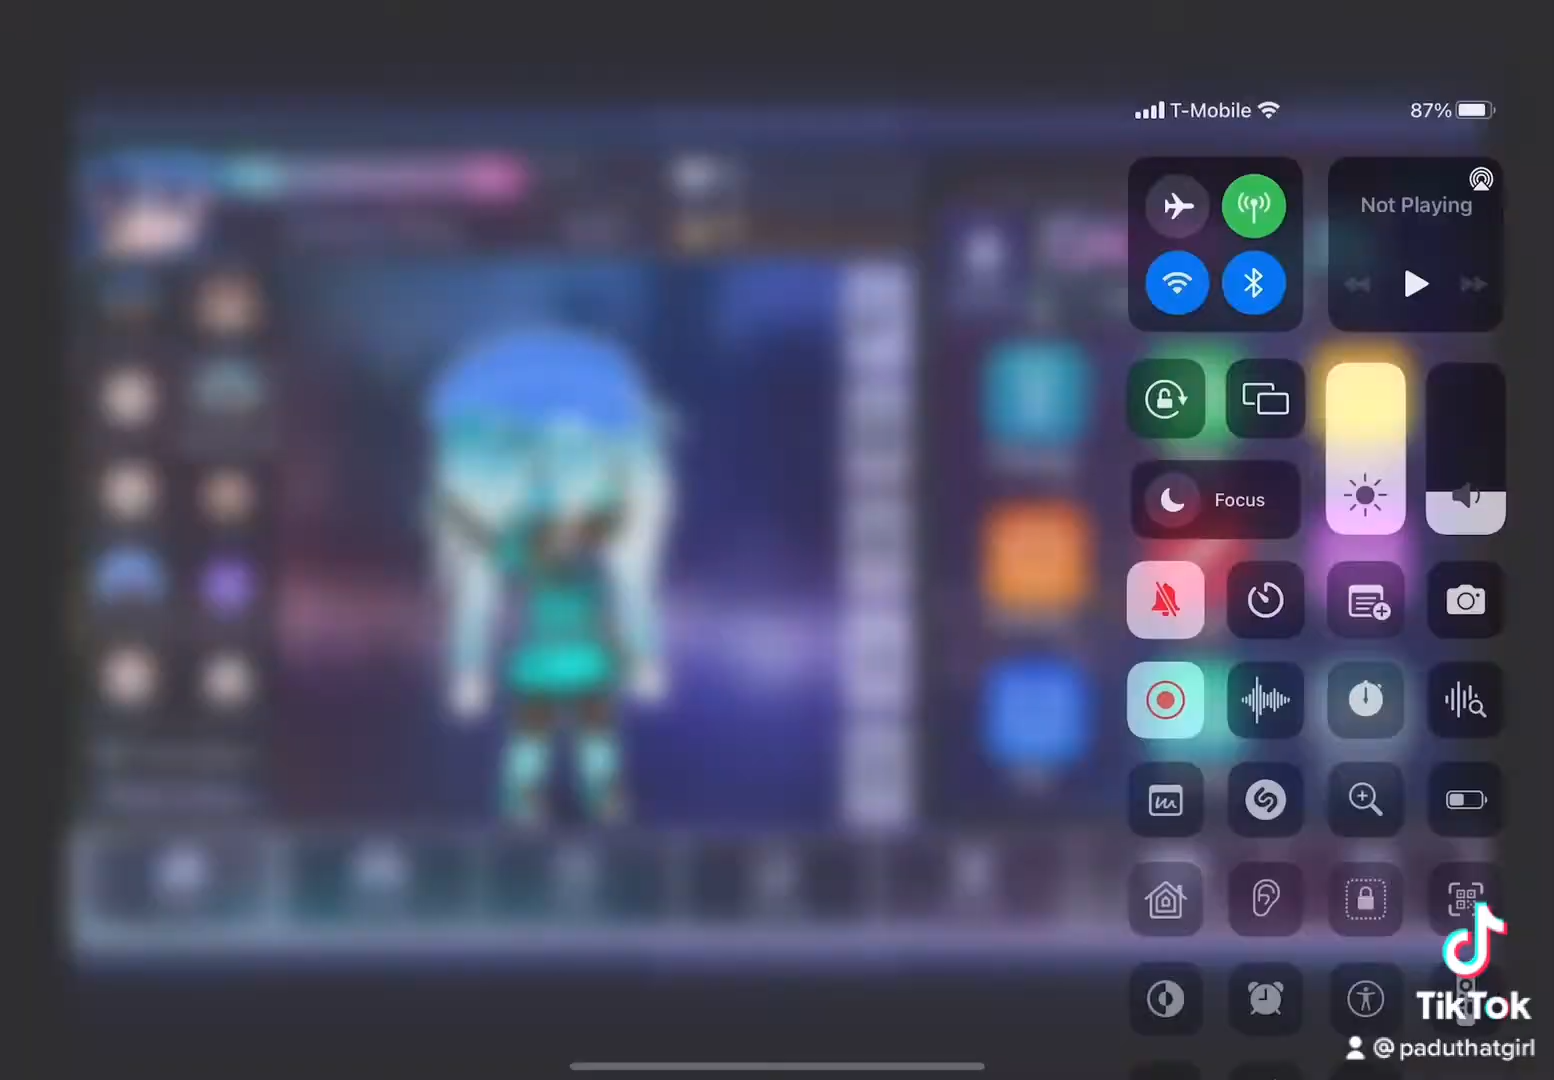 T-Mobile
87%
Not Playing
Focus
TikTok
@paduthatgirl